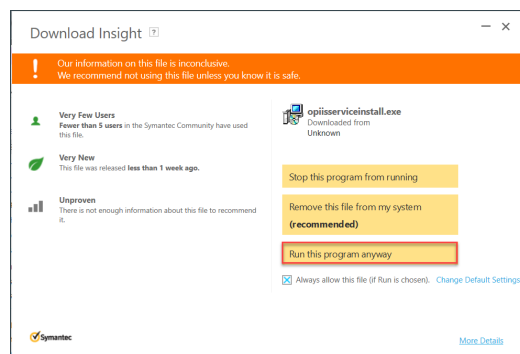 Download Insight ?
Our information on this file is inconclusive.
We recommend not using this file unless you know it is safe.
Very Few Users
Fewer than 5 users in the Symantec Community have used
this file.
Very New
This file was released less than 1 week ago.
Unproven
There is not enough information about this file to recommend
it.
opiisserviceinstall.exe
Downloaded from
Unknown
Stop this program from running
Remove this file from my system
(recommended)
Run this program anyway
Always allow this file (if Run is chosen). Change Default Settings
Symantec
More Details